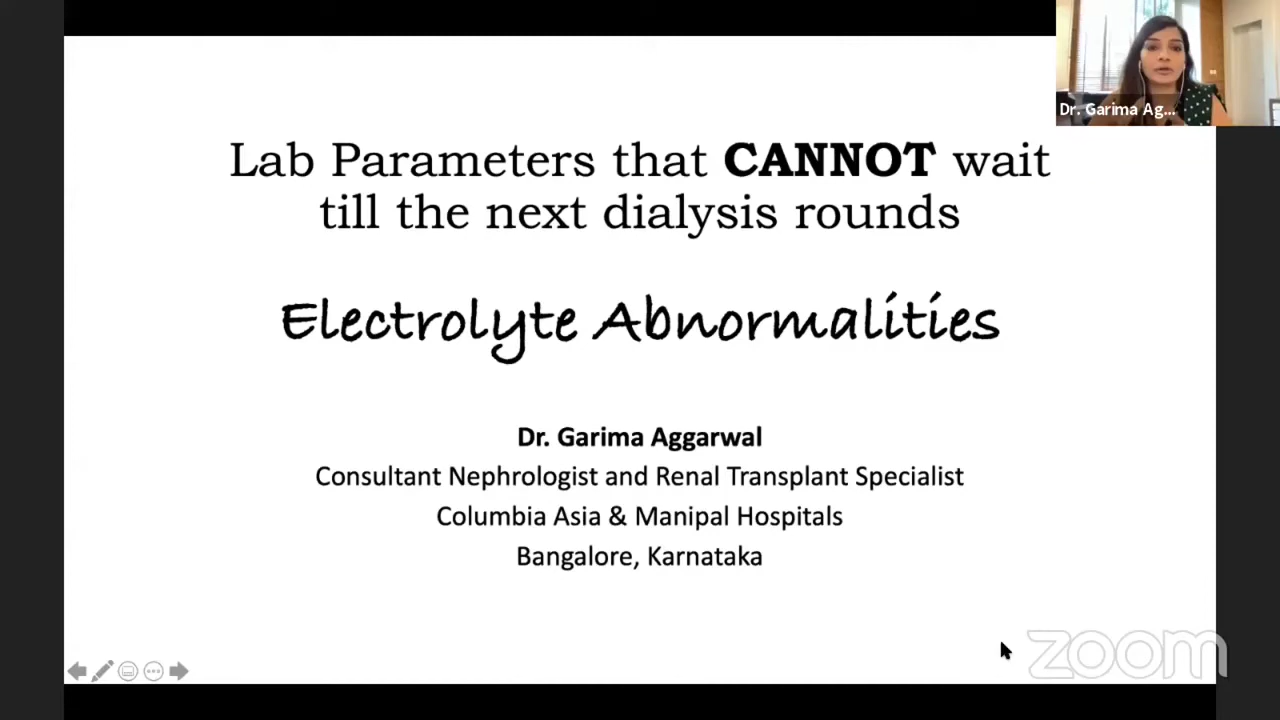 Dr. Garima Ag...
Lab Parameters that CANNOT wait
till the next dialysis rounds
Electrolyte Abnormalities
Dr. Garima Aggarwal
Consultant Nephrologist and Renal Transplant Specialist
Columbia Asia & Manipal Hospitals
Bangalore, Karnataka
zoom